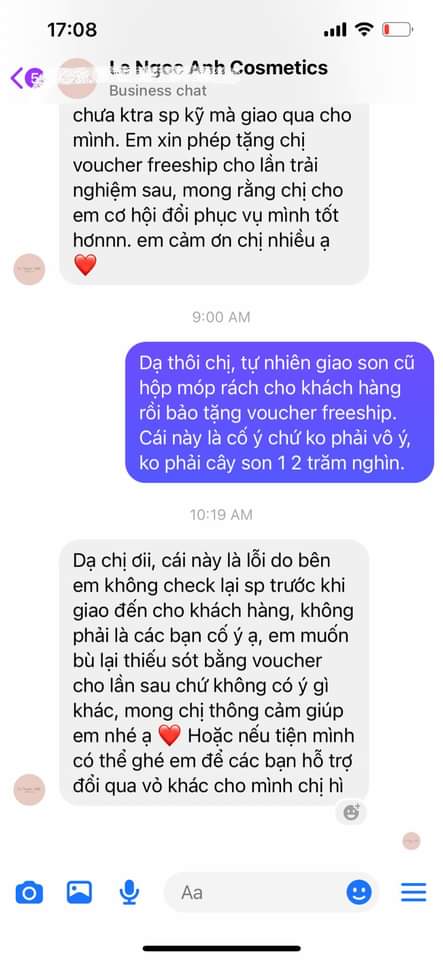 17:08
5
Le Ngoc Anh Cosmetics
Business chat
chưa ktra sp kỹ mà giao qua cho
mình. Em xin phép tặng chị
voucher freeship cho lần trải
nghiệm sau, mong rằng chị cho
em cơ hội đổi phục vụ mình tốt
hơnnn. em cảm ơn chị nhiều ạ
❤️
9:00 AM
Dạ thôi chị, tự nhiên giao son cũ
hộp móp rách cho khách hàng
rồi bảo tặng voucher freeship.
Cái này là cố ý chứ ko phải vô ý,
ko phải cây son 1 2 trăm nghìn.
10:19 AM
Dạ chị ơii, cái này là lỗi do bên
em không check lại sp trước khi
giao đến cho khách hàng, không
phải là các bạn cố ý ạ, em muốn
bù lại thiếu sót bằng voucher
cho lần sau chứ không có ý gì
khác, mong chị thông cảm giúp
em nhé ạ ❤️ Hoặc nếu tiện mình
có thể ghé em để các bạn hỗ trợ
đổi qua vỏ khác cho mình chị hì
Aa